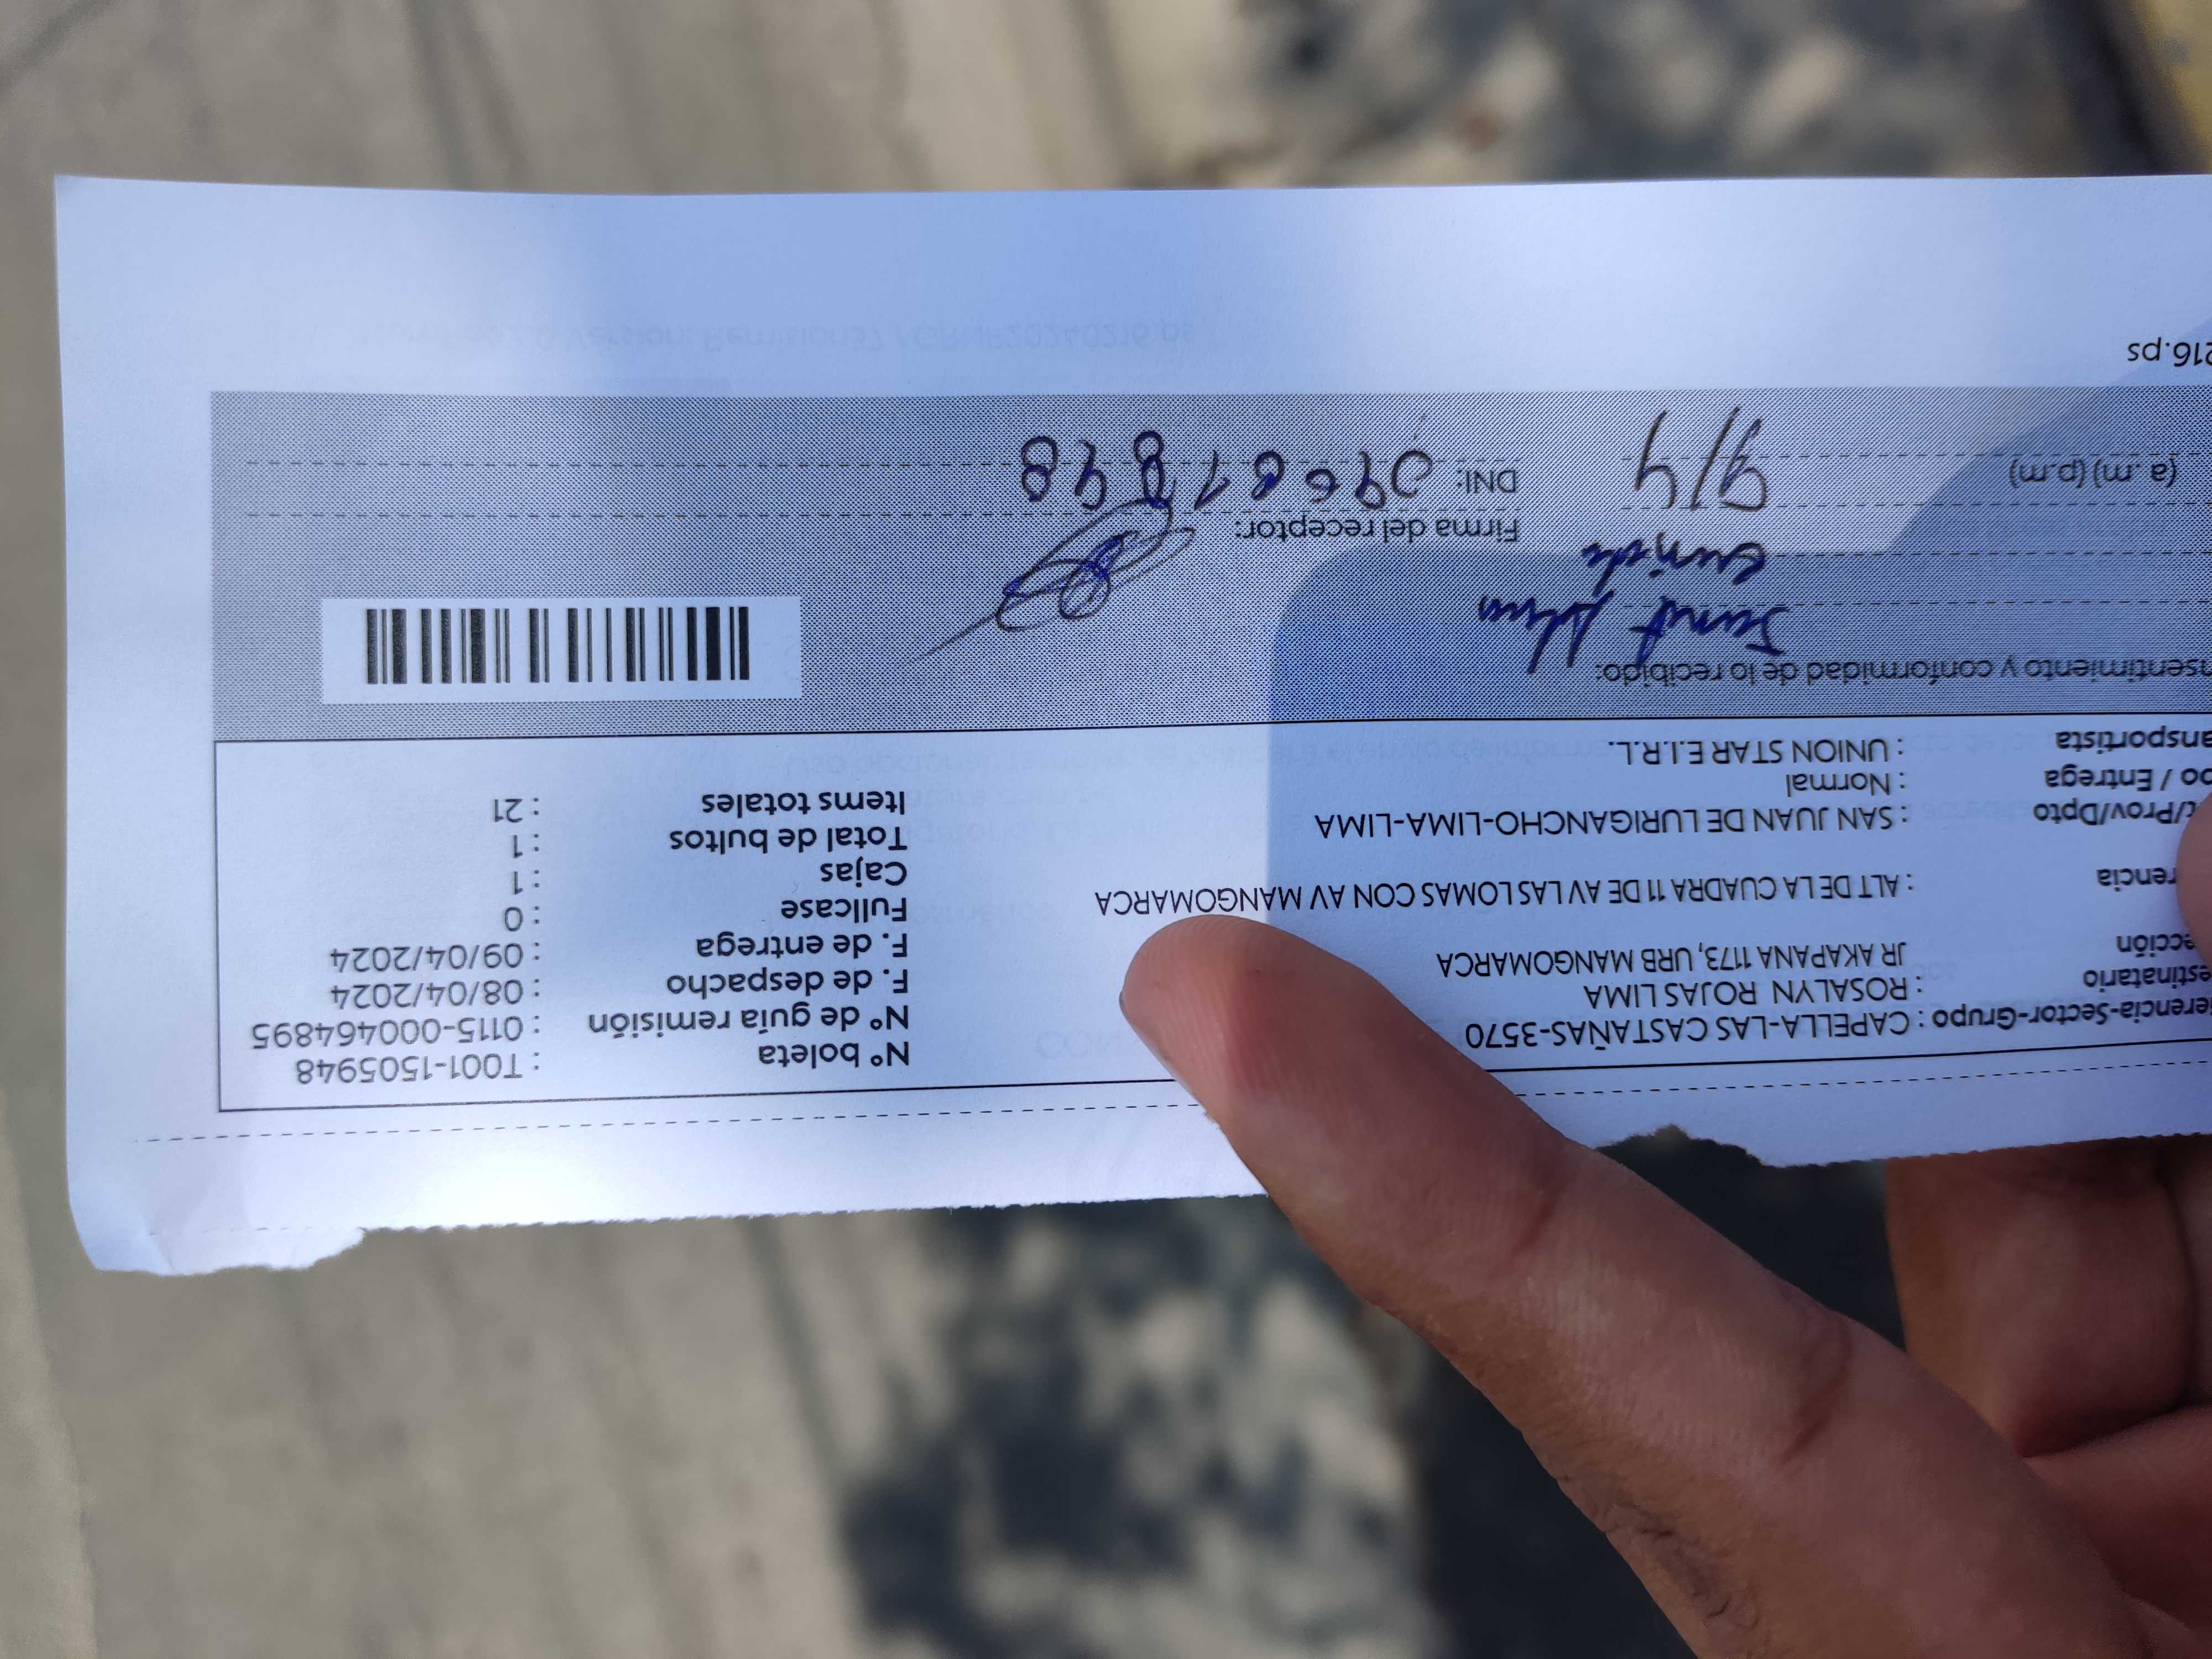 erencia-Sector-Grupo : CAPELLA-LAS CASTAÑAS-3570
estinatario : ROSALYN ROJAS LIMA
ección JR AKAPANA 1173, URB MANGOMARCA
rencia : ALT DE LA CUADRA 11 DE AV LAS LOMAS CON AV MANGOMARCA
t/Prov/Dpto : SAN JUAN DE LURIGANCHO-LIMA-LIMA
po / Entrega : Normal
ansportista : UNION STAR E.I.R.L.
N° boleta : T001-1505948
N° de guía remisión : 0115-000464895
F. de despacho : 08/04/2024
F. de entrega : 09/04/2024
Fullcase : 0
Cajas : 1
Total de bultos : 1
Items totales : 21
nsentimiento y conformidad de lo recibido:
Firma del receptor:
(a .m) (p.m) 9/4 DNI:
216.ps